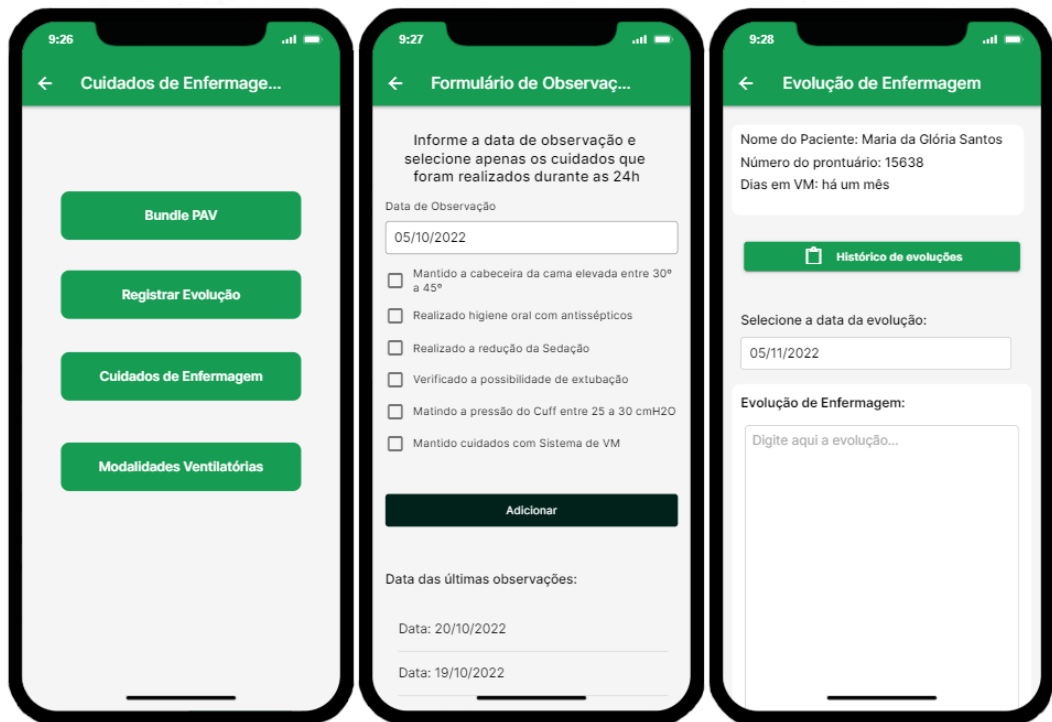 9:26
Cuidados de Enfermage...
Bundle PAV
Registrar Evolução
Cuidados de Enfermagem
Modalidades Ventilatórias
9:27
Formulário de Observaç...
Informe a data de observação e
selecione apenas os cuidados que
foram realizados durante as 24h
Data de Observação
05/10/2022
Mantido a cabeceira da cama elevada entre 30º
a 45º
Realizado higiene oral com antissépticos
Realizado a redução da Sedação
Verificado a possibilidade de extubação
Matindo a pressão do Cuff entre 25 a 30 cmH2O
Mantido cuidados com Sistema de VM
Adicionar
Data das últimas observações:
Data: 20/10/2022
Data: 19/10/2022
9:28
Evolução de Enfermagem
Nome do Paciente: Maria da Glória Santos
Número do prontuário: 15638
Dias em VM: há um mês
Histórico de evoluções
Selecione a data da evolução:
05/11/2022
Evolução de Enfermagem:
Digite aqui a evolução...